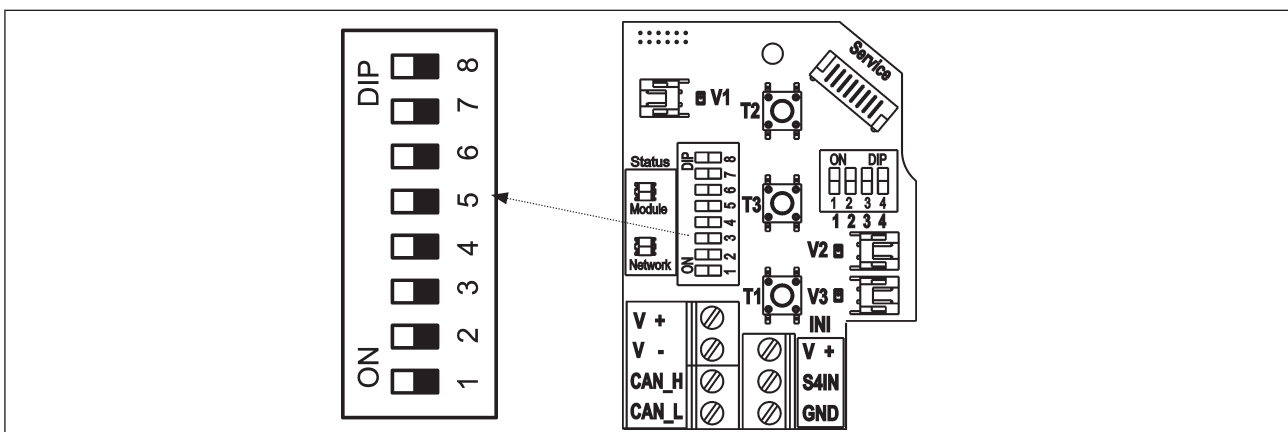 DIP
8
7
6
5
4
3
2
1
ON
Service
V1
T2
Status
Module
Network
DIP
8
7
6
5
4
3
2
1
ON
T3
ON DIP
1 2 3 4
1 2 3 4
V2
T1
V3
INI
V +
V -
CAN_H
CAN_L
V +
S4IN
GND